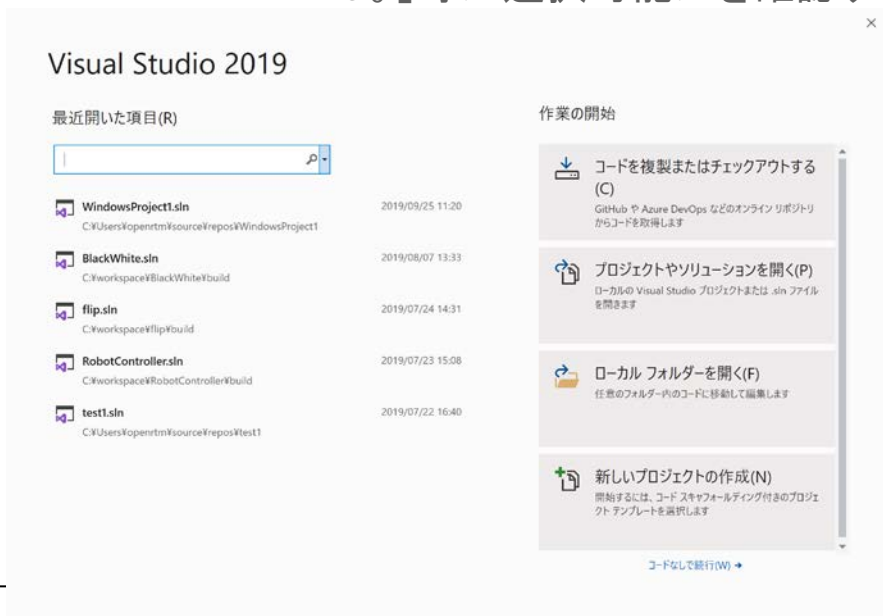 Visual Studio 2019
最近開いた項目(R)
WindowsProject1.sln 2019/09/25 11:20
C:¥Users¥openrtm¥source¥repos¥WindowsProject1
BlackWhite.sln 2019/08/07 13:33
C:¥workspace¥BlackWhite¥build
flip.sln 2019/07/24 14:31
C:¥workspace¥flip¥build
RobotController.sln 2019/07/23 15:08
C:¥workspace¥RobotController¥build
test1.sln 2019/07/22 16:40
C:¥Users¥openrtm¥source¥repos¥test1
作業の開始
コードを複製またはチェックアウトする
(C)
GitHub や Azure DevOps などのオンライン リポジトリ
からコードを取得します
プロジェクトやソリューションを開く(P)
ローカルの Visual Studio プロジェクトまたは .sln ファイル
を開きます
ローカル フォルダーを開く(F)
任意のフォルダー内のコードに移動して編集します
新しいプロジェクトの作成(N)
開始するには、コード スキャフォールディング付きのプロジェ
クト テンプレートを選択します
コードなしで続行(W) →